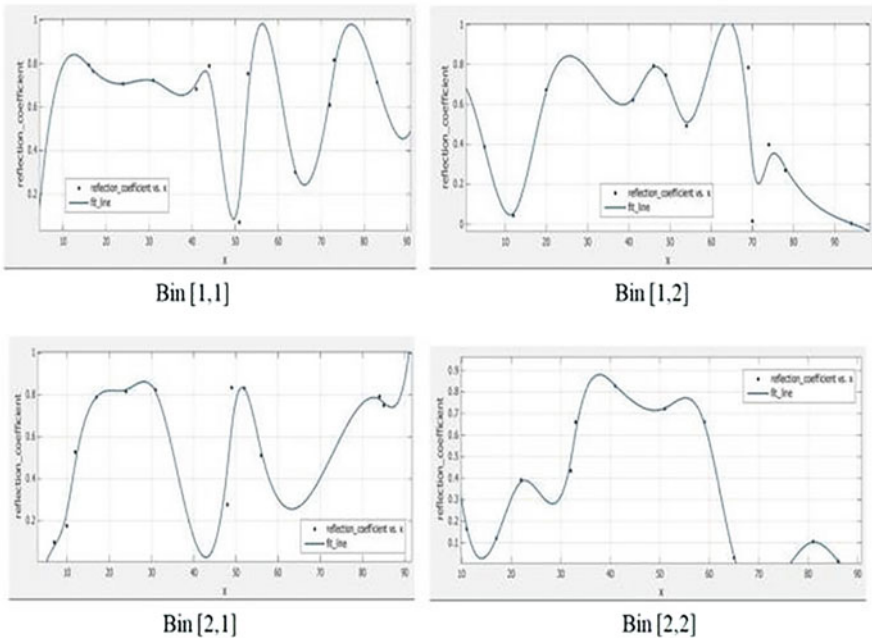 1
0.8
0.6
0.4
0.2
reflection_coefficient
reflection_coefficient vs. x
fit_line
10 20 30 40 50 60 70 80 90
x
Bin [1,1]
1
0.8
0.6
0.4
0.2
0
reflection_coefficient
reflection_coefficient vs. x
fit_line
10 20 30 40 50 60 70 80 90
x
Bin [1,2]
1
0.8
0.6
0.4
0.2
reflection_coefficient
reflection_coefficient vs. x
fit_line
10 20 30 40 50 60 70 80 90
x
Bin [2,1]
0.9
0.8
0.7
0.6
0.5
0.4
0.3
0.2
0.1
reflection_coefficient
reflection_coefficient vs. x
fit_line
10 20 30 40 50 60 70 80 90
x
Bin [2,2]